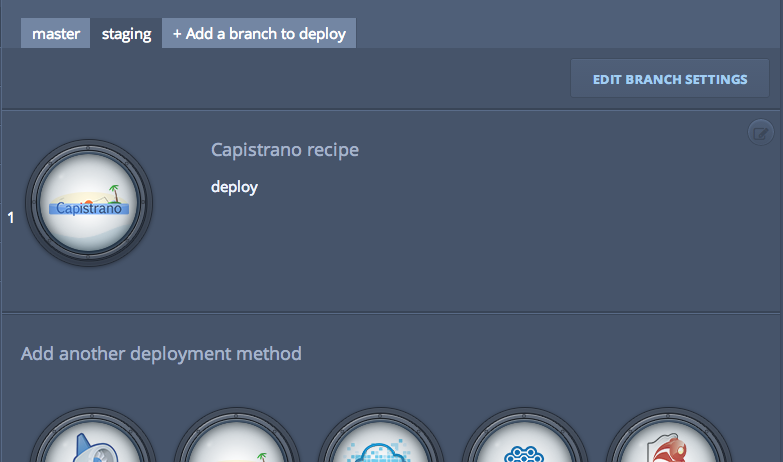 master
staging
+ Add a branch to deploy
EDIT BRANCH SETTINGS
Capistrano recipe
deploy
Capistrano
1
Add another deployment method